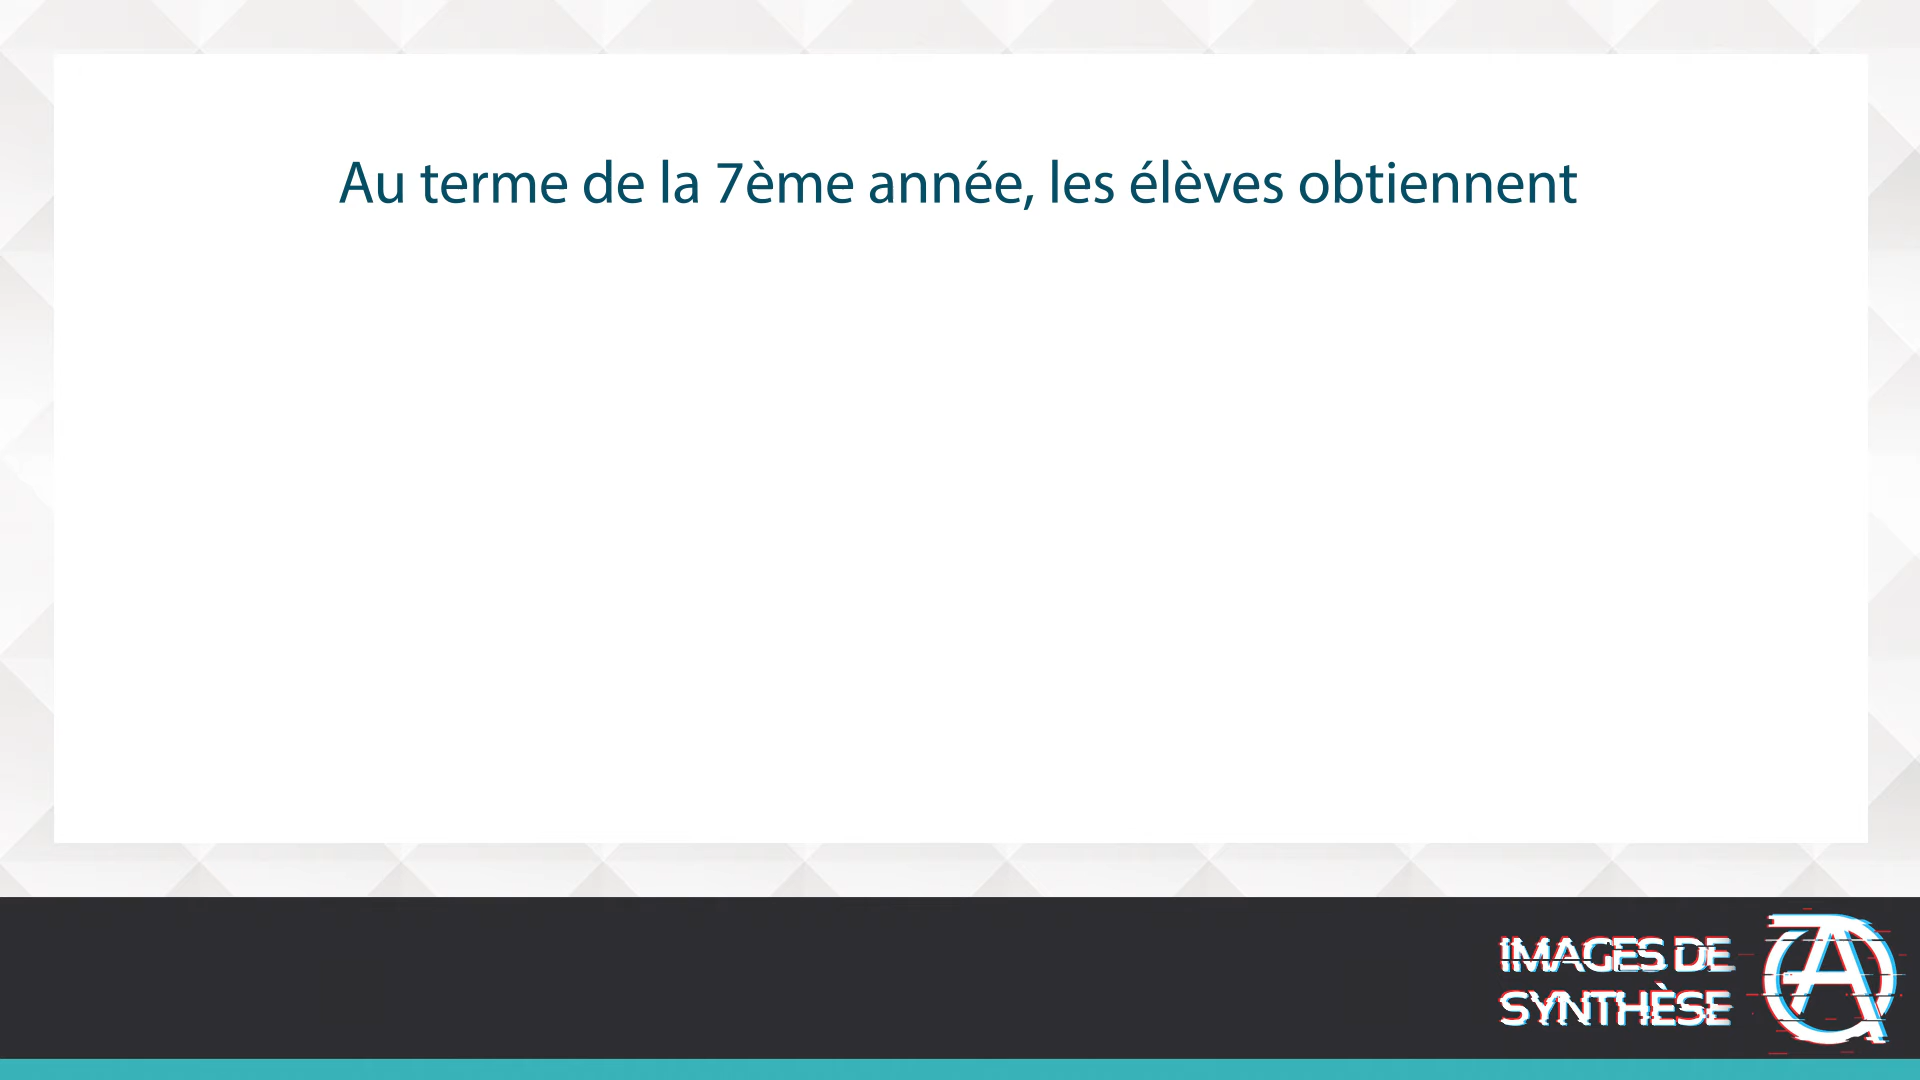 Au terme de la 7ème année, les élèves obtiennent
IMAGES DE
SYNTHÈSE